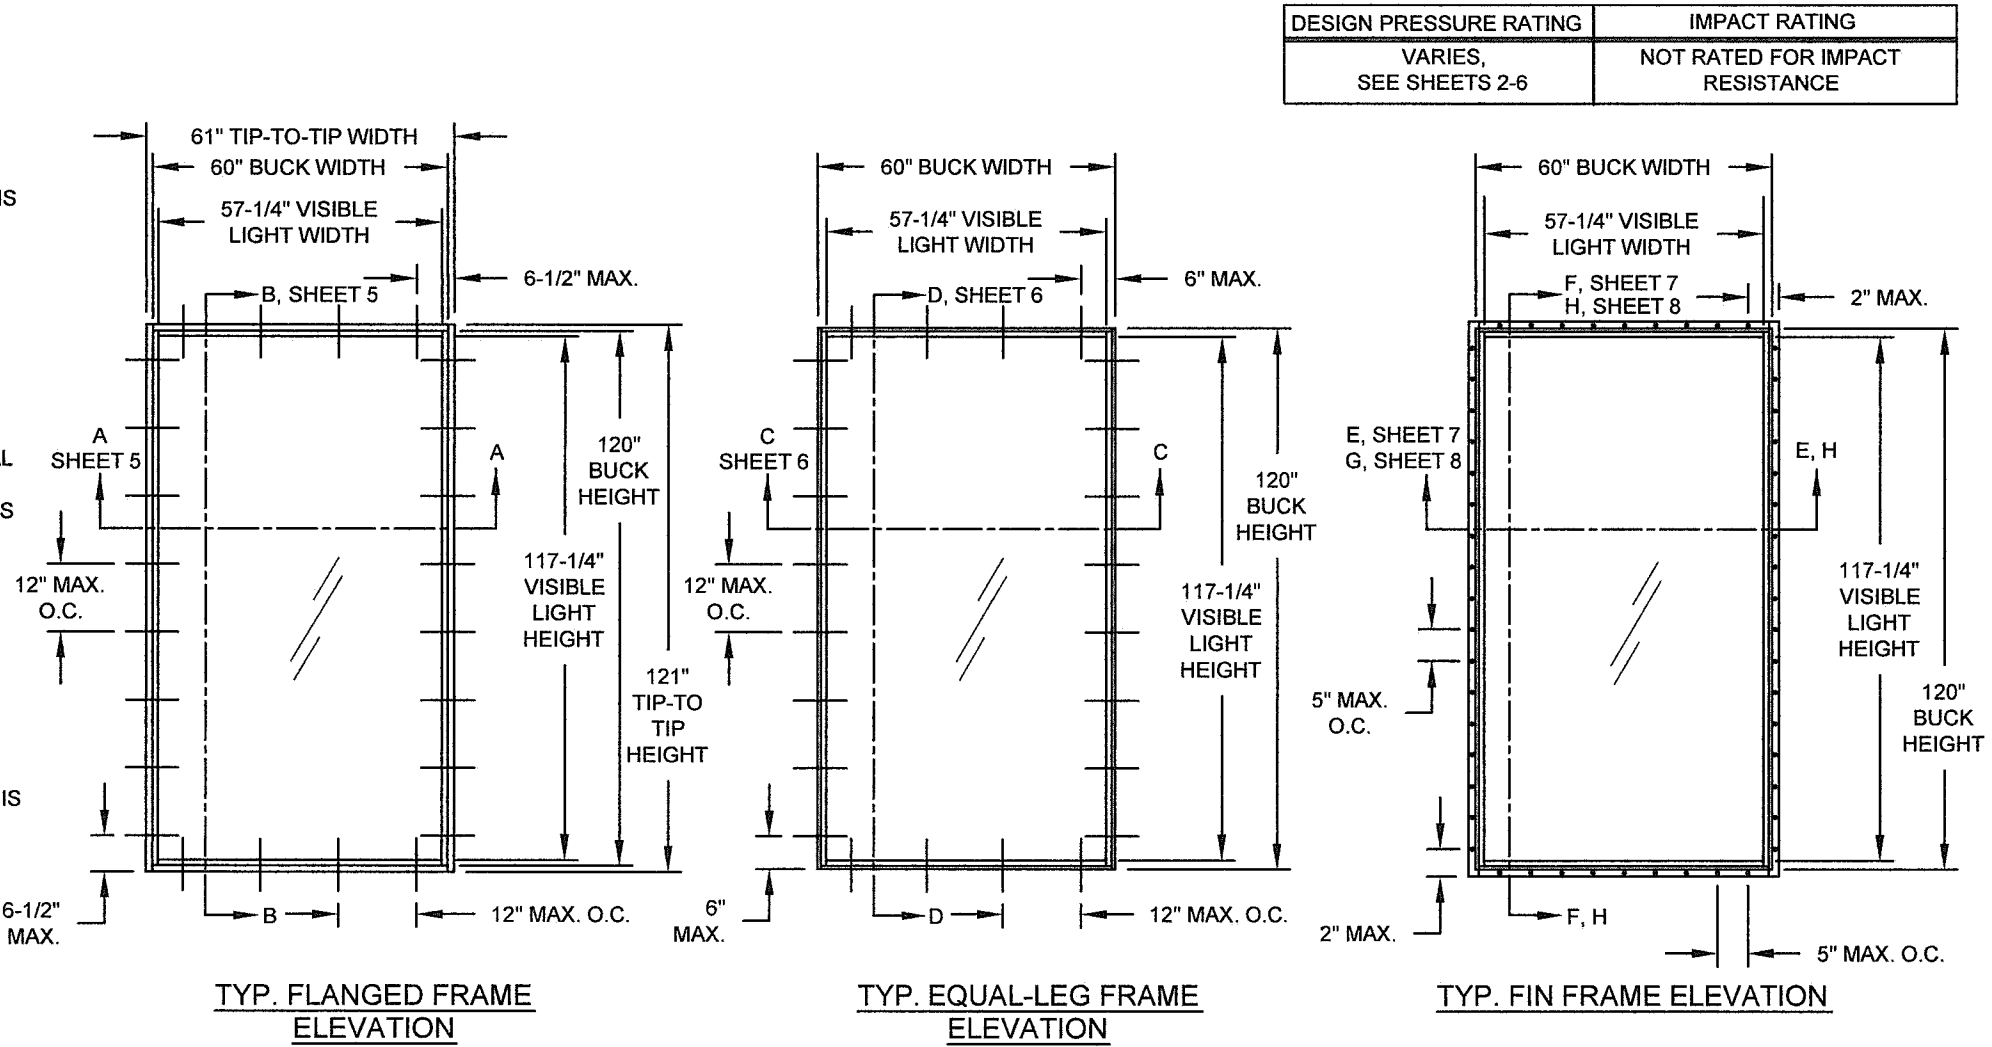 DESIGN PRESSURE RATING
IMPACT RATING
VARIES,
SEE SHEETS 2-6
NOT RATED FOR IMPACT
RESISTANCE
IS
AL
S
IS
61" TIP-TO-TIP WIDTH
60" BUCK WIDTH
57-1/4" VISIBLE
LIGHT WIDTH
6-1/2" MAX.
B, SHEET 5
A
SHEET 5
A
12" MAX.
O.C.
120"
BUCK
HEIGHT
117-1/4"
VISIBLE
LIGHT
HEIGHT
121"
TIP-TO
TIP
HEIGHT
6-1/2"
MAX.
B
12" MAX. O.C.
TYP. FLANGED FRAME
ELEVATION
60" BUCK WIDTH
57-1/4" VISIBLE
LIGHT WIDTH
6" MAX.
D, SHEET 6
C
SHEET 6
C
12" MAX.
O.C.
120"
BUCK
HEIGHT
117-1/4"
VISIBLE
LIGHT
HEIGHT
6"
MAX.
D
12" MAX. O.C.
TYP. EQUAL-LEG FRAME
ELEVATION
60" BUCK WIDTH
57-1/4" VISIBLE
LIGHT WIDTH
F, SHEET 7
H, SHEET 8
2" MAX.
E, SHEET 7
G, SHEET 8
E, H
5" MAX.
O.C.
117-1/4"
VISIBLE
LIGHT
HEIGHT
120"
BUCK
HEIGHT
2" MAX.
F, H
5" MAX. O.C.
TYP. FIN FRAME ELEVATION